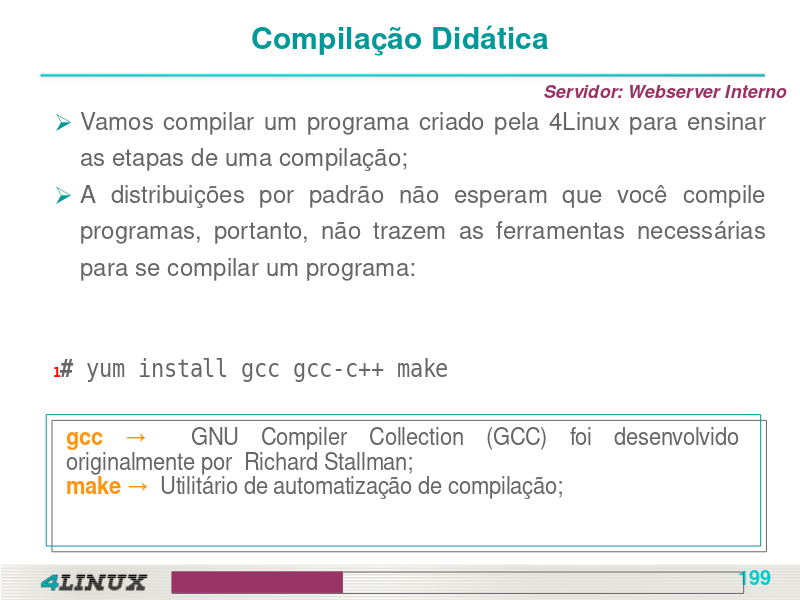 Compilação Didática
Servidor: Webserver Interno
➢ Vamos compilar um programa criado pela 4Linux para ensinar
as etapas de uma compilação;
➢ A distribuições por padrão não esperam que você compile
programas, portanto, não trazem as ferramentas necessárias
para se compilar um programa:
1# yum install gcc gcc-c++ make
gcc → GNU Compiler Collection (GCC) foi desenvolvido
originalmente por Richard Stallman;
make → Utilitário de automatização de compilação;
4LINUX
199